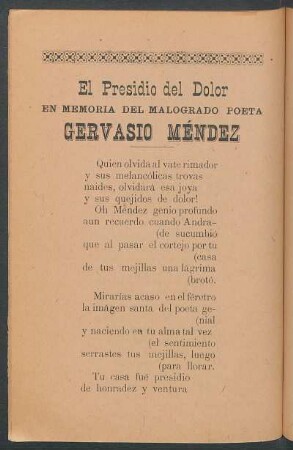 El Presidio del Dolor
EN MEMORIA DEL MALOGRADO POETA
GERVASIO MÉNDEZ
Quien olvida al vate rimador
y sus melancólicas trovas
naides, olvidará esa joya
y sus quejidos de dolor!
Oh Méndez genio profundo
aun recuerdo cuando Andra-
(de sucumbió
que al pasar el cortejo por tu
(casa
de tus mejillas una lágrima
(brotó.
Mirarías acaso en el féretro
la imágen santa del poeta ge-
(nial
y naciendo en tu alma tal vez
(el sentimiento
serrastes tus mejillas, luego
(para llorar.
Tu casa fué presidio
de honradez y ventura